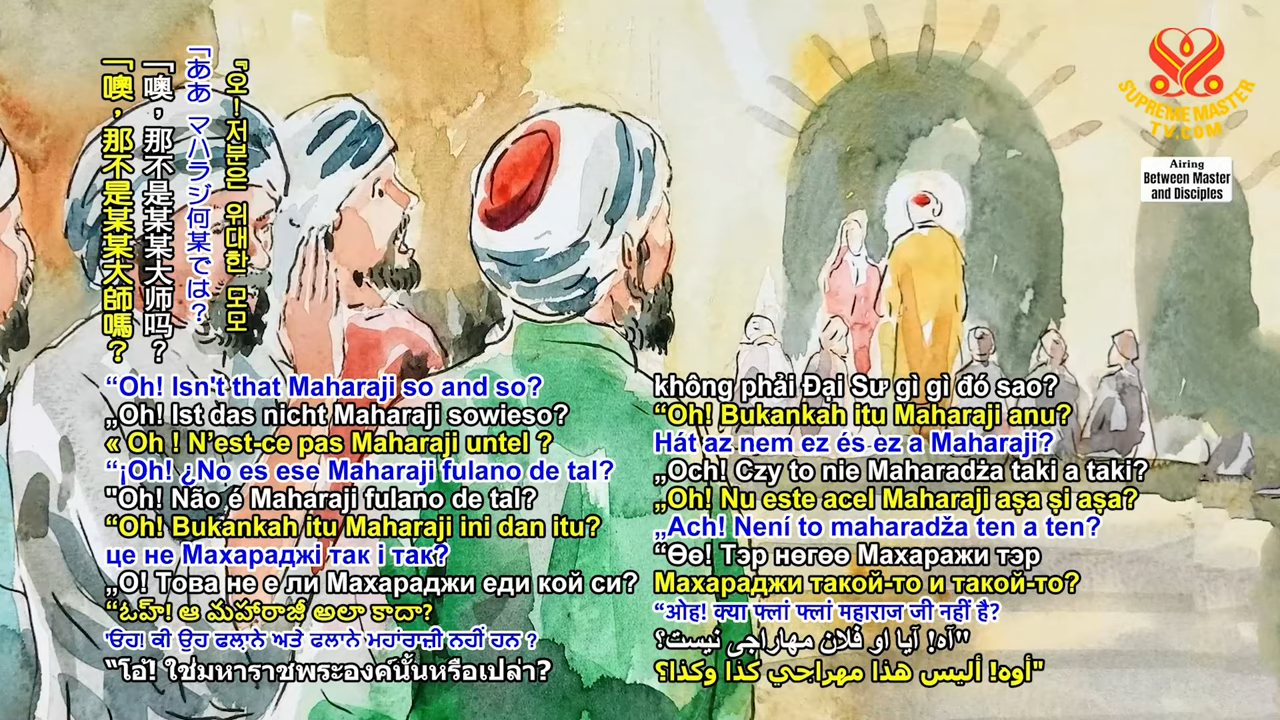 「噢，那不是某某大師嗎？
「噢，那不是某某大师吗？
「ああ マハラジ何某では？
『오! 저분은 위대한 모모
“Oh! Isn't that Maharaji so and so?
„Oh! Ist das nicht Maharaji sowieso?
« Oh ! N’est-ce pas Maharaji untel ?
“¡Oh! ¿No es ese Maharaji fulano de tal?
"Oh! Não é Maharaji fulano de tal?
“Oh! Bukankah itu Maharaji ini dan itu?
це не Махараджі так і так?
„О! Това не е ли Махараджи еди кой си?
“ఓహ్! ఆ మహారాజీ అలా కాదా?
'ਓਹ! ਕੀ ਉਹ ਫਲਾਣੇ ਅਤੇ ਫਲਾਨੇ ਮਹਾਂਰਾਜ਼ੀ ਨਹੀਂ ਹਨ ?
“โอ้! ใช่มหาราชพระองค์นั้นหรือเปล่า?
không phải Đại Sư gì gì đó sao?
“Oh! Bukankah itu Maharaji anu?
Hát az nem ez és ez a Maharaji?
„Och! Czy to nie Maharadża taki a taki?
„Oh! Nu este acel Maharaji așa și așa?
„Ach! Není to maharadža ten a ten?
“Өө! Тэр нөгөө Махаражи тэр
Махараджи такой-то и такой-то?
“ओह! क्या फ्लां फ्लां महाराज जी नहीं है?
"آه! آیا او فلان مهاراجی نیست؟
"أوه! أليس هذا مهراجي كذا وكذا؟
SUPREME MASTER
TV.COM
Airing
Between Master
and Disciples